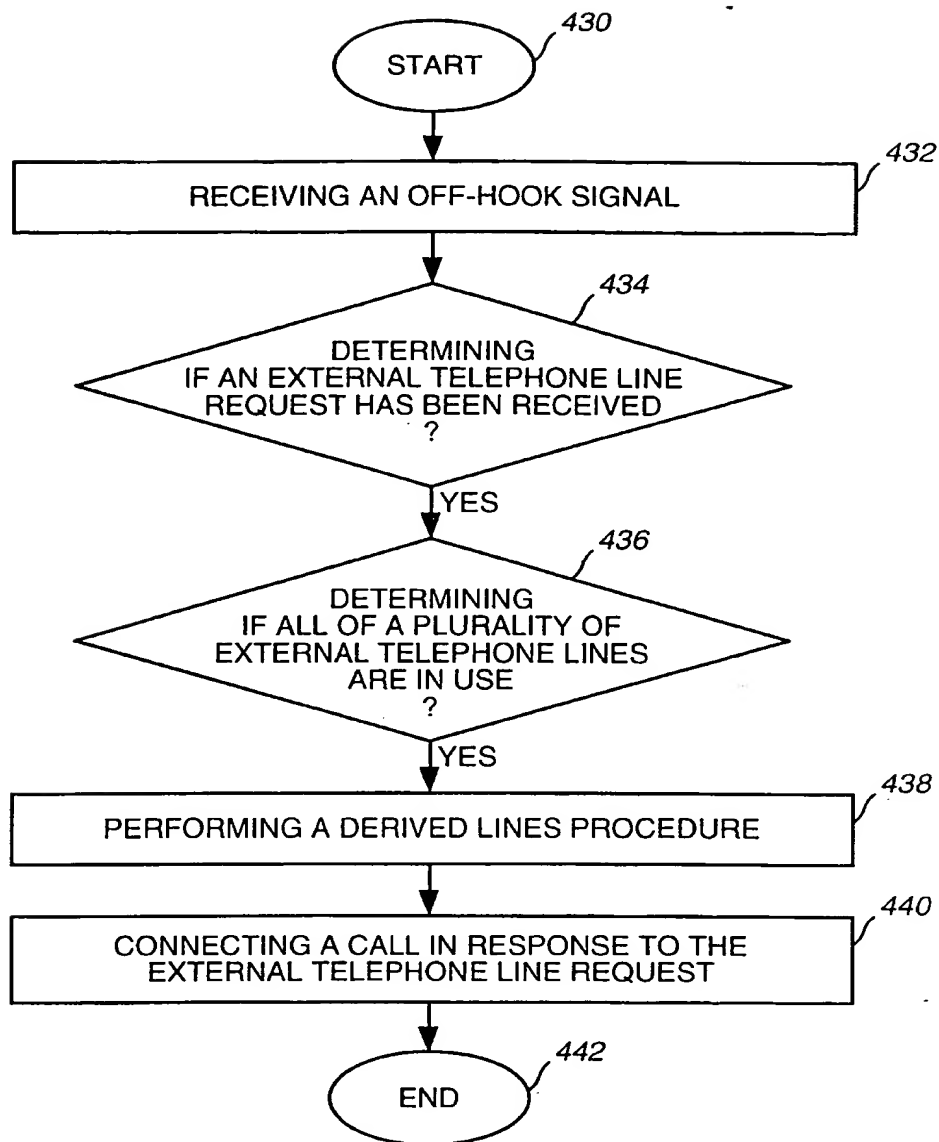 430
START
432
RECEIVING AN OFF-HOOK SIGNAL
434
DETERMINING
IF AN EXTERNAL TELEPHONE LINE
REQUEST HAS BEEN RECEIVED
?
YES
436
DETERMINING
IF ALL OF A PLURALITY OF
EXTERNAL TELEPHONE LINES
ARE IN USE
?
YES
438
PERFORMING A DERIVED LINES PROCEDURE
440
CONNECTING A CALL IN RESPONSE TO THE
EXTERNAL TELEPHONE LINE REQUEST
442
END